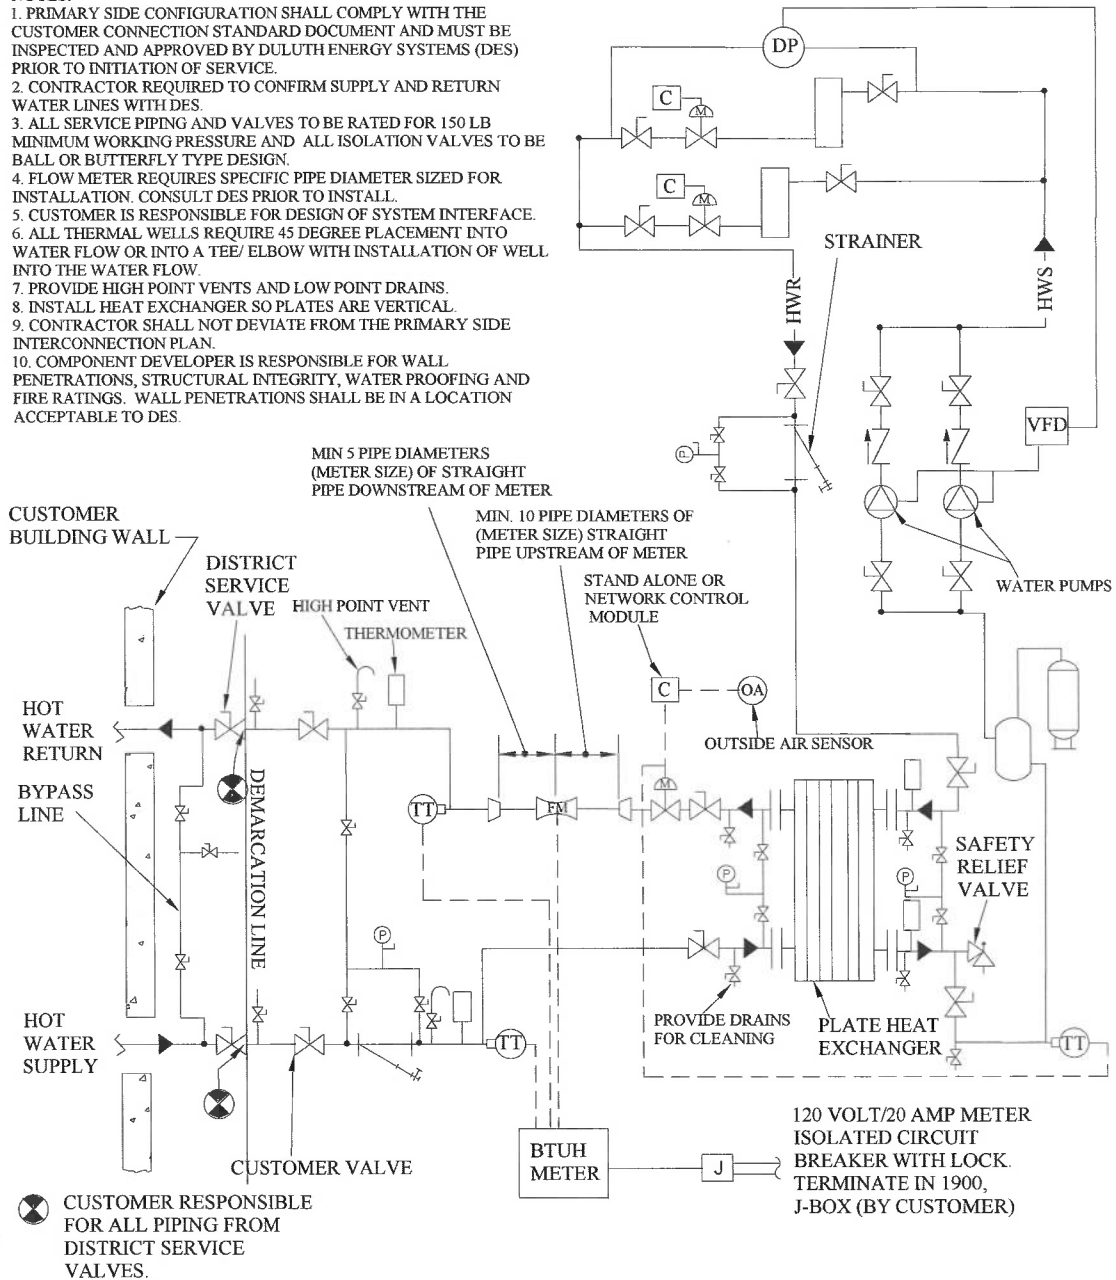 1. PRIMARY SIDE CONFIGURATION SHALL COMPLY WITH THE
CUSTOMER CONNECTION STANDARD DOCUMENT AND MUST BE
INSPECTED AND APPROVED BY DULUTH ENERGY SYSTEMS (DES)
PRIOR TO INITIATION OF SERVICE.
2. CONTRACTOR REQUIRED TO CONFIRM SUPPLY AND RETURN
WATER LINES WITH DES.
3. ALL SERVICE PIPING AND VALVES TO BE RATED FOR 150 LB
MINIMUM WORKING PRESSURE AND ALL ISOLATION VALVES TO BE
BALL OR BUTTERFLY TYPE DESIGN.
4. FLOW METER REQUIRES SPECIFIC PIPE DIAMETER SIZED FOR
INSTALLATION. CONSULT DES PRIOR TO INSTALL.
5. CUSTOMER IS RESPONSIBLE FOR DESIGN OF SYSTEM INTERFACE.
6. ALL THERMAL WELLS REQUIRE 45 DEGREE PLACEMENT INTO
WATER FLOW OR INTO A TEE/ ELBOW WITH INSTALLATION OF WELL
INTO THE WATER FLOW.
7. PROVIDE HIGH POINT VENTS AND LOW POINT DRAINS.
8. INSTALL HEAT EXCHANGER SO PLATES ARE VERTICAL.
9. CONTRACTOR SHALL NOT DEVIATE FROM THE PRIMARY SIDE
INTERCONNECTION PLAN.
10. COMPONENT DEVELOPER IS RESPONSIBLE FOR WALL
PENETRATIONS, STRUCTURAL INTEGRITY, WATER PROOFING AND
FIRE RATINGS. WALL PENETRATIONS SHALL BE IN A LOCATION
ACCEPTABLE TO DES.
DP
C
M
C
M
STRAINER
HWR
HWS
VFD
P
WATER PUMPS
MIN 5 PIPE DIAMETERS
(METER SIZE) OF STRAIGHT
PIPE DOWNSTREAM OF METER
MIN. 10 PIPE DIAMETERS OF
(METER SIZE) STRAIGHT
PIPE UPSTREAM OF METER
CUSTOMER
BUILDING WALL
DISTRICT
SERVICE
VALVE
HIGH POINT VENT
THERMOMETER
STAND ALONE OR
NETWORK CONTROL
MODULE
C
OA
OUTSIDE AIR SENSOR
HOT
WATER
RETURN
BYPASS
LINE
DEMARCATION LINE
TT
FM
M
P
P
SAFETY
RELIEF
VALVE
P
HOT
WATER
SUPPLY
TT
PROVIDE DRAINS
FOR CLEANING
PLATE HEAT
EXCHANGER
TT
CUSTOMER VALVE
BTUH
METER
J
120 VOLT/20 AMP METER
ISOLATED CIRCUIT
BREAKER WITH LOCK.
TERMINATE IN 1900,
J-BOX (BY CUSTOMER)
CUSTOMER RESPONSIBLE
FOR ALL PIPING FROM
DISTRICT SERVICE
VALVES.